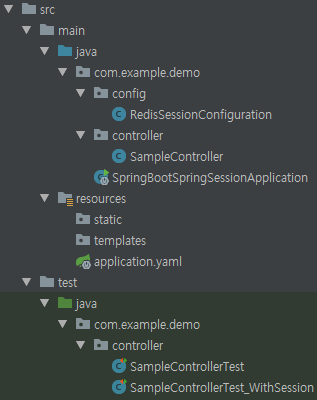 src
main
java
com.example.demo
config
RedisSessionConfiguration
controller
SampleController
SpringBootSpringSessionApplication
resources
static
templates
application.yaml
test
java
com.example.demo
controller
SampleControllerTest
SampleControllerTest_WithSession